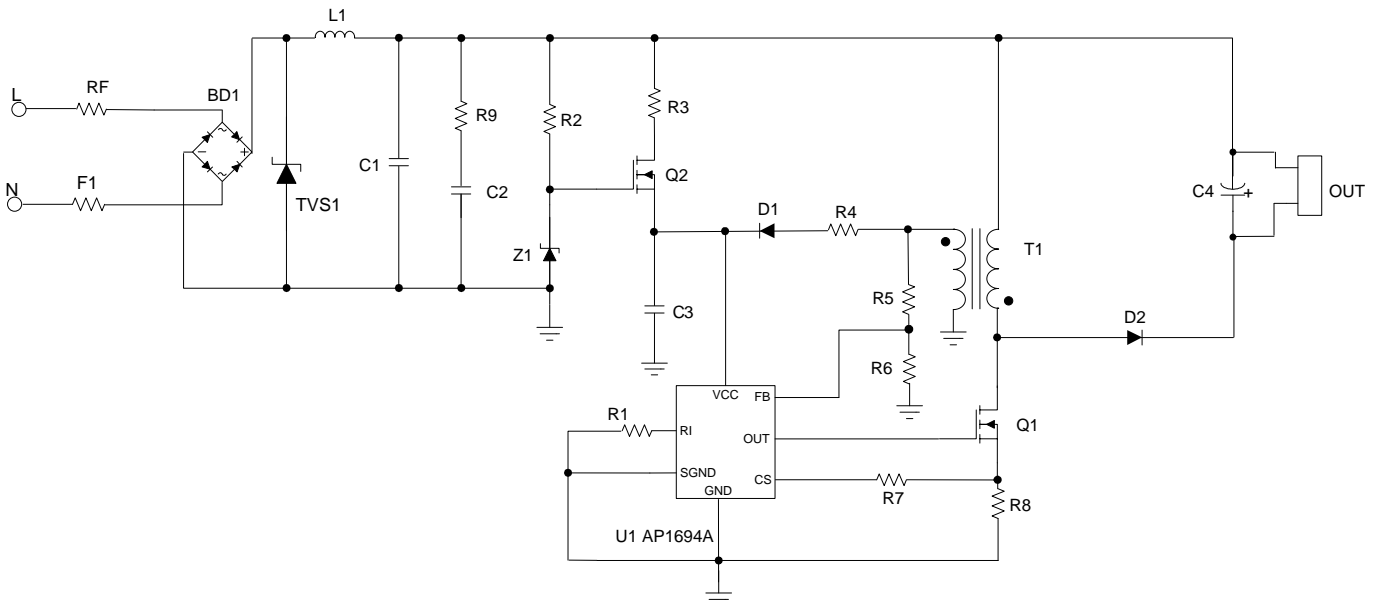 L1
L
RF
BD1
R9
R2
R3
C1
C2
Q2
N
F1
TVS1
C4
+
OUT
D1
R4
Z1
T1
C3
R5
D2
R6
VCC
FB
R1
RI
OUT
Q1
SGND
CS
GND
R7
R8
U1 AP1694A